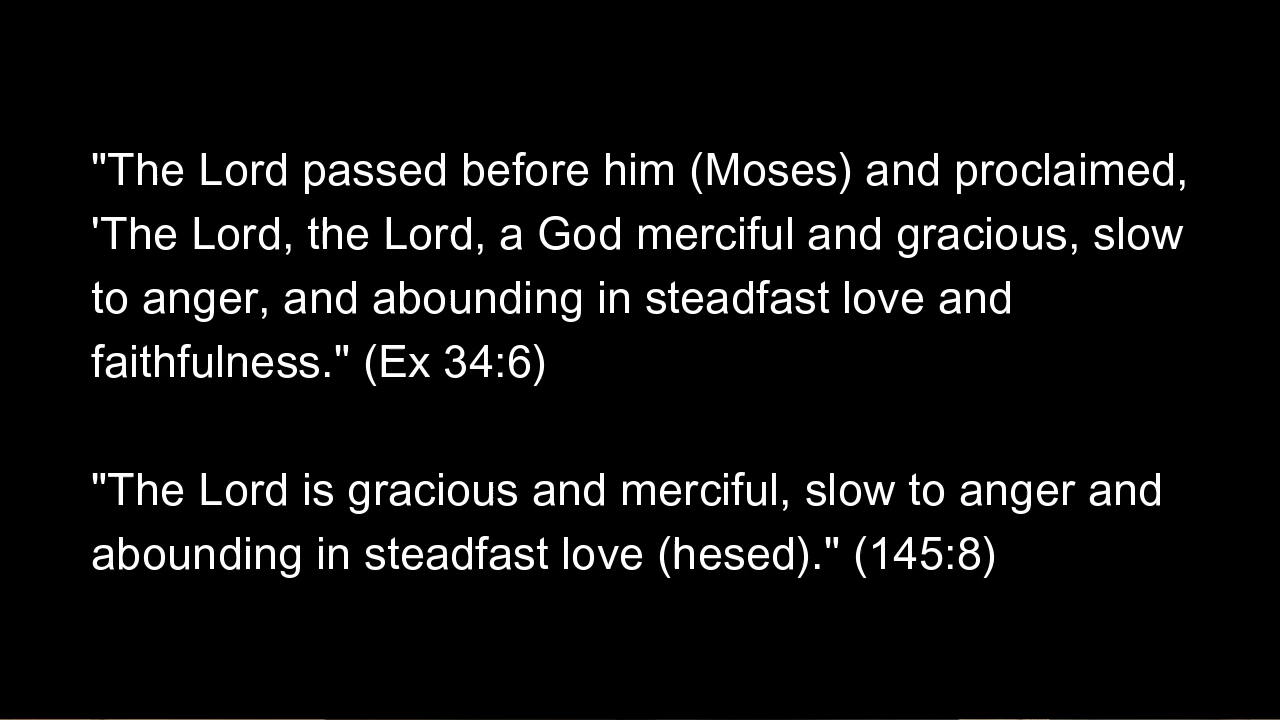 "The Lord passed before him (Moses) and proclaimed,
'The Lord, the Lord, a God merciful and gracious, slow
to anger, and abounding in steadfast love and
faithfulness." (Ex 34:6)
"The Lord is gracious and merciful, slow to anger and
abounding in steadfast love (hesed)." (145:8)